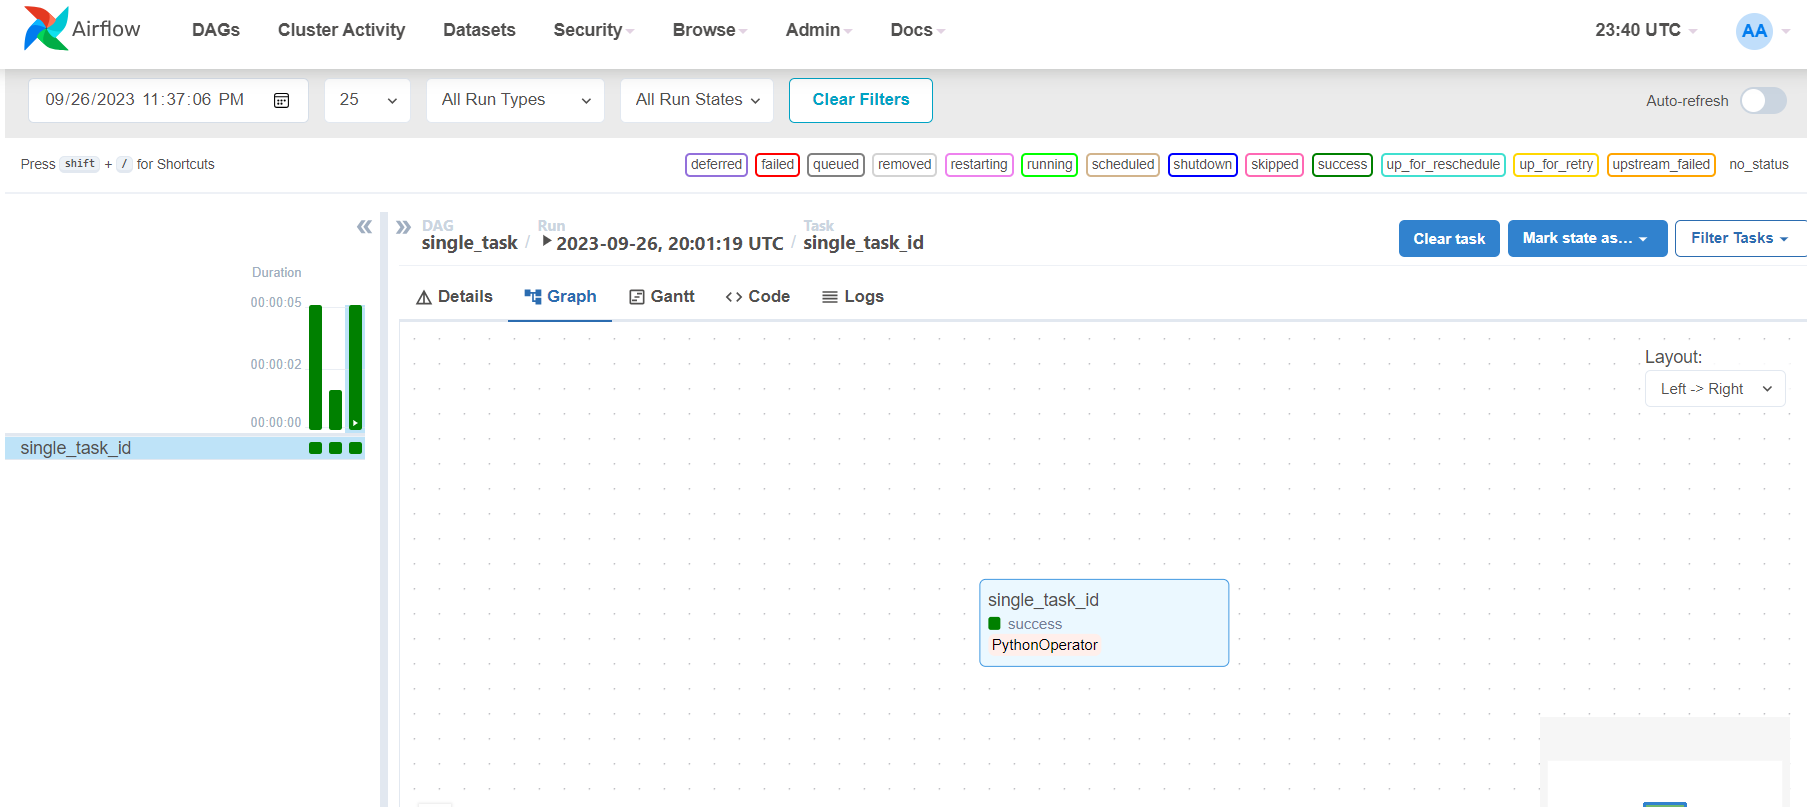 Airflow DAGs Cluster Activity Datasets Security Browse Admin Docs 23:40 UTC AA
09/26/2023 11:37:06 PM 25 All Run Types All Run States Clear Filters Auto-refresh
Press shift + / for Shortcuts deferred failed queued removed restarting running scheduled shutdown skipped success up_for_reschedule up_for_retry upstream_failed no_status
« » DAG Run Task
single_task / 2023-09-26, 20:01:19 UTC / single_task_id Clear task Mark state as... Filter Tasks
Duration
00:00:05
00:00:02
00:00:00
single_task_id
Details Graph Gantt <> Code Logs
Layout:
Left -> Right
single_task_id
success
PythonOperator